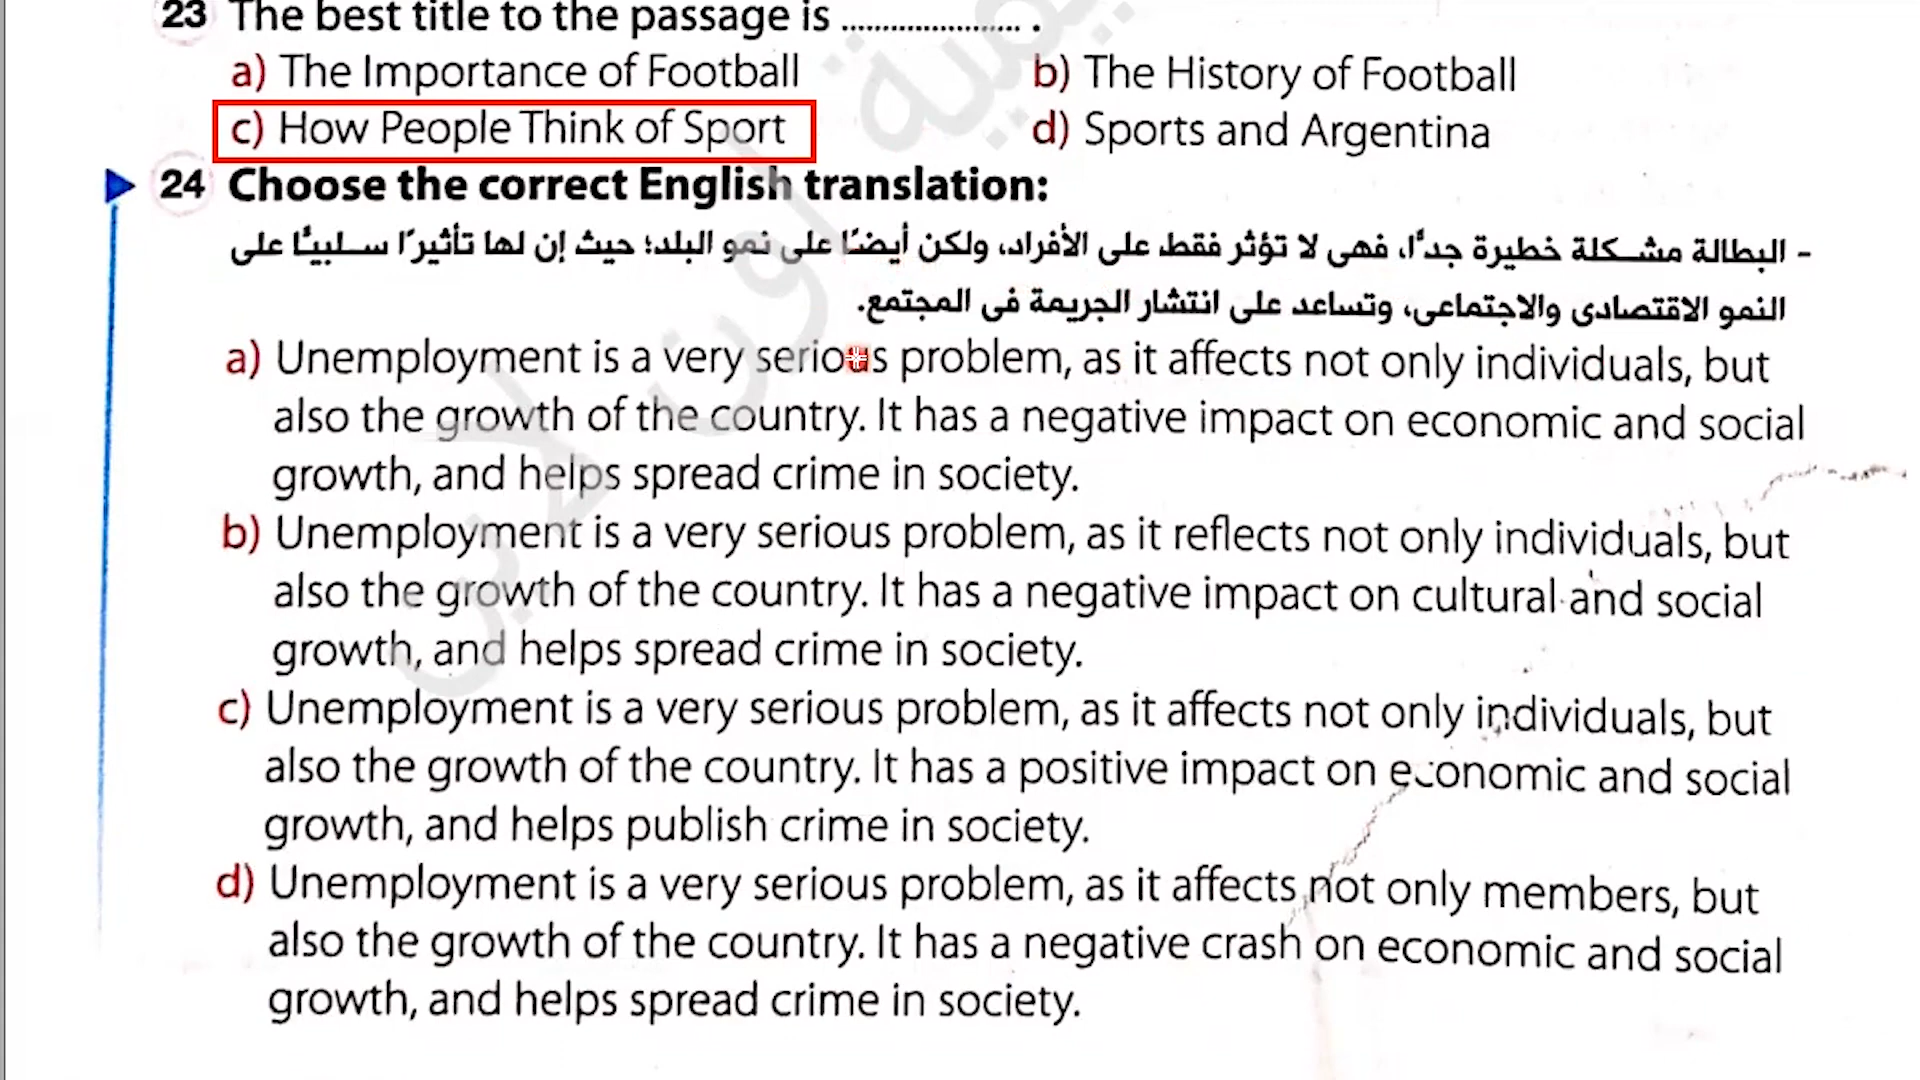 23 The best title to the passage is ..................... .
a) The Importance of Football b) The History of Football
c) How People Think of Sport d) Sports and Argentina
24 Choose the correct English translation:
- البطالة مشكلة خطيرة جدًّا، فهى لا تؤثر فقط على الأفراد، ولكن أيضًا على نمو البلد؛ حيث إن لها تأثيرًا سلبيًّا على
النمو الاقتصادى والاجتماعى، وتساعد على انتشار الجريمة فى المجتمع.
a) Unemployment is a very serious problem, as it affects not only individuals, but
also the growth of the country. It has a negative impact on economic and social
growth, and helps spread crime in society.
b) Unemployment is a very serious problem, as it reflects not only individuals, but
also the growth of the country. It has a negative impact on cultural and social
growth, and helps spread crime in society.
c) Unemployment is a very serious problem, as it affects not only individuals, but
also the growth of the country. It has a positive impact on economic and social
growth, and helps publish crime in society.
d) Unemployment is a very serious problem, as it affects not only members, but
also the growth of the country. It has a negative crash on economic and social
growth, and helps spread crime in society.